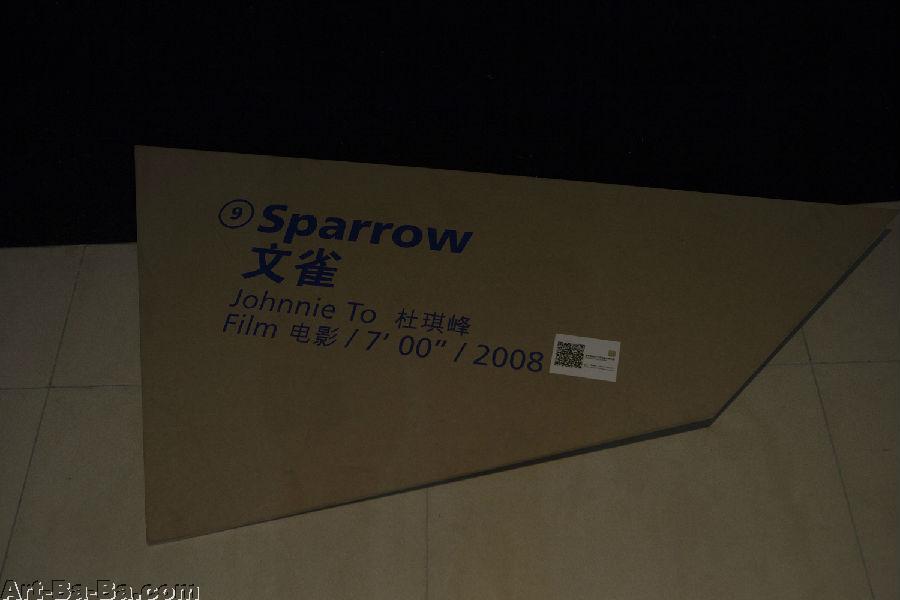 ⑨ Sparrow
文雀
Johnnie To 杜琪峰
Film 电影 / 7' 00" / 2008
Art-Ba-Ba.com